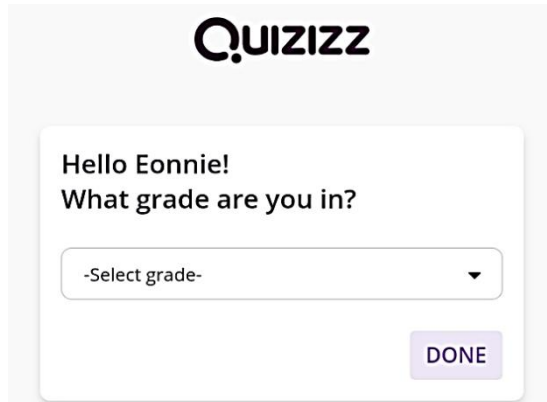 Quizizz
Hello Eonnie!
What grade are you in?
-Select grade-
DONE